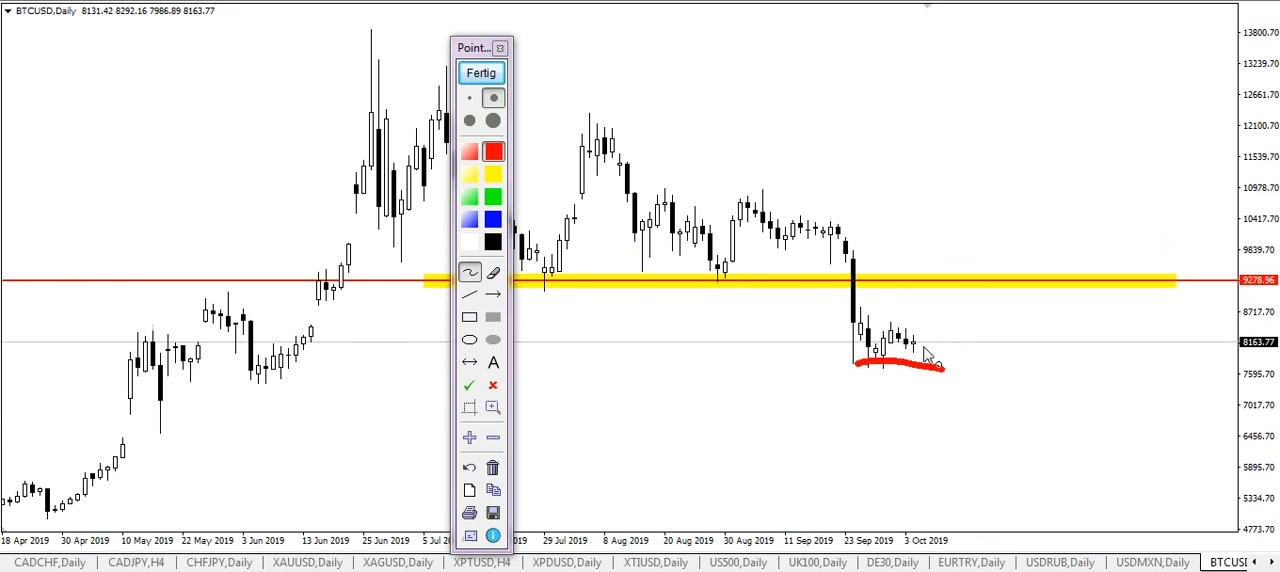 BTCUSD,Daily 8131.42 8292.16 7986.89 8163.77
Point...
Fertig
A
13800.70
13239.70
12661.70
12100.70
11539.70
10978.70
10417.70
9839.70
9278.96
8717.70
8163.77
7595.70
7017.70
6456.70
5895.70
5334.70
4773.70
18 Apr 2019 30 Apr 2019 10 May 2019 22 May 2019 3 Jun 2019 13 Jun 2019 25 Jun 2019 5 Jul 29 Jul 2019 8 Aug 2019 20 Aug 2019 30 Aug 2019 11 Sep 2019 23 Sep 2019 3 Oct 2019
CADCHF,Daily CADJPY,H4 CHFJPY,Daily XAUUSD,Daily XAGUSD,Daily XPTUSD,H4 XPDUSD,Daily XTIUSD,Daily US500,Daily UK100,Daily DE30,Daily EURTRY,Daily USDRUB,Daily USDMXN,Daily BTCUS